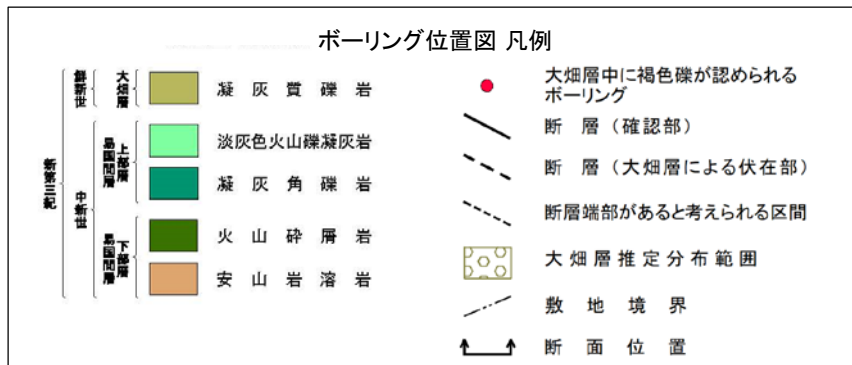 ボーリング位置図 凡例
新第三紀
鮮新世
大畑層
凝灰質礫岩
中新世
易国間層
上部層
淡灰色火山礫凝灰岩
凝灰角礫岩
易国間層
下部層
火山砕屑岩
安山岩溶岩
大畑層中に褐色礫が認められる
ボーリング
断層(確認部)
断層(大畑層による伏在部)
断層端部があると考えられる区間
大畑層推定分布範囲
敷地境界
断面位置